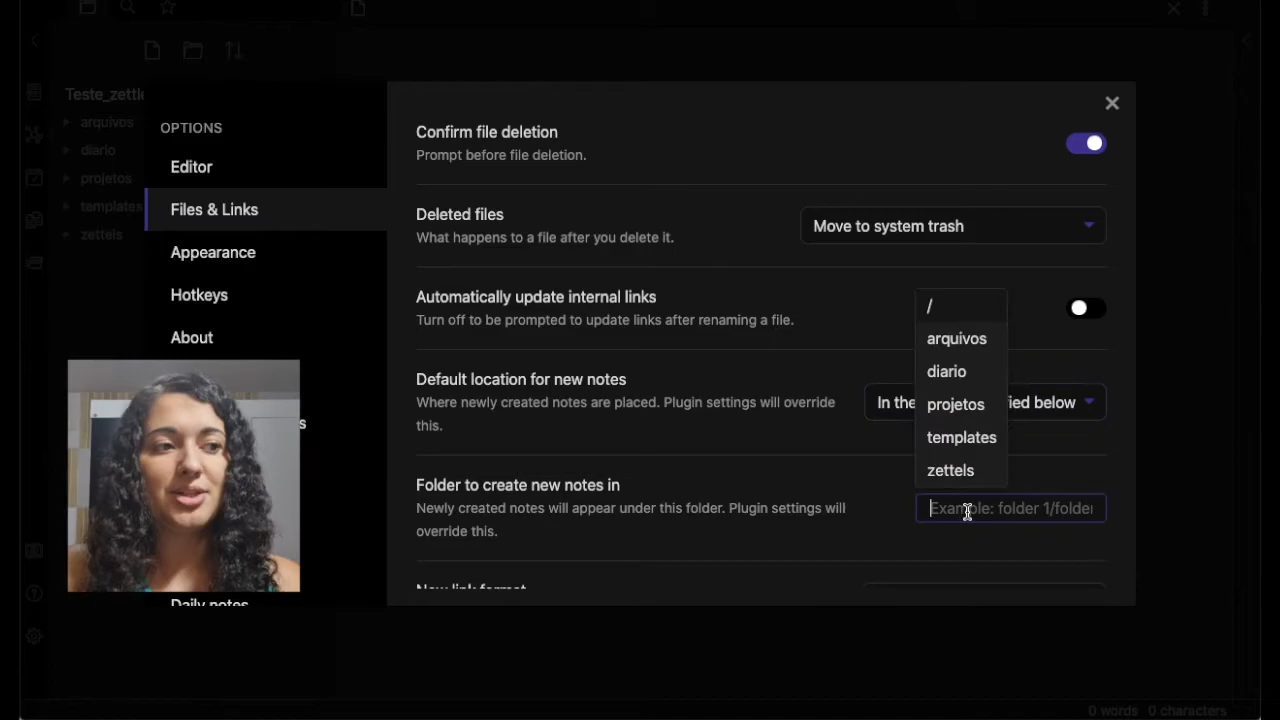 Teste_zettle
arquivos
diario
projetos
templates
zettels
OPTIONS
Editor
Files & Links
Appearance
Hotkeys
About
s
Daily notes
Confirm file deletion
Prompt before file deletion.
Deleted files
What happens to a file after you delete it.
Move to system trash
Automatically update internal links
Turn off to be prompted to update links after renaming a file.
/
arquivos
diario
projetos
templates
zettels
Default location for new notes
Where newly created notes are placed. Plugin settings will override
this.
In the fied below
Folder to create new notes in
Newly created notes will appear under this folder. Plugin settings will
override this.
Example: folder 1/folder
New link format
0 words 0 characters